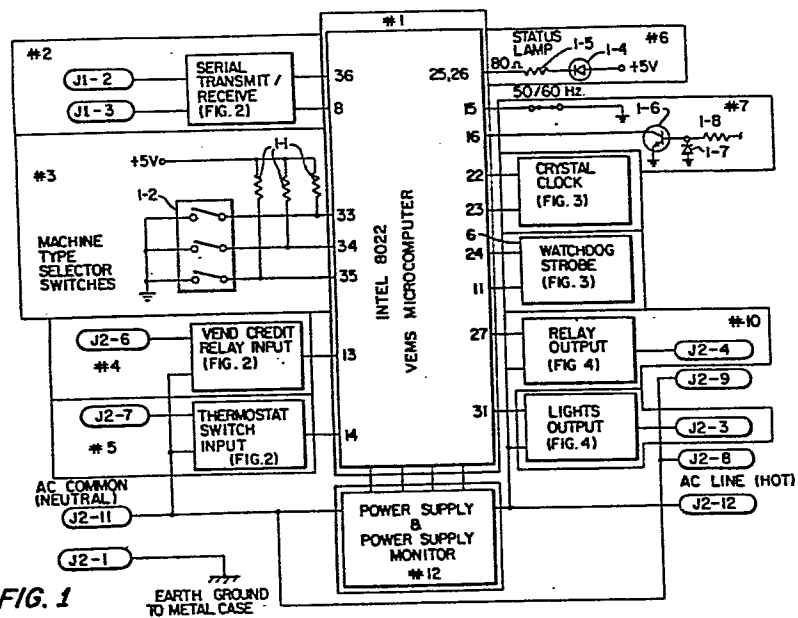 #1
#2
J1-2
J1-3
SERIAL
TRANSMIT/
RECEIVE
(FIG. 2)
36
8
#3
+5V
1-1
1-2
33
34
35
MACHINE
TYPE
SELECTOR
SWITCHES
INTEL 8022
VEMS MICROCOMPUTER
J2-6
#4
VEND CREDIT
RELAY INPUT
(FIG. 2)
13
J2-7
#5
THERMOSTAT
SWITCH
INPUT
(FIG.2)
14
AC COMMON
(NEUTRAL)
J2-11
J2-1
EARTH GROUND
TO METAL CASE
FIG. 1
STATUS
LAMP
1-5
1-4
#6
25,26
80Ω
+5V
50/60 Hz.
15
1-6
1-8
#7
16
1-7
22
23
CRYSTAL
CLOCK
(FIG. 3)
6
24
11
WATCHDOG
STROBE
(FIG. 3)
27
RELAY
OUTPUT
(FIG 4)
#10
J2-4
J2-9
31
LIGHTS
OUTPUT
(FIG.4)
J2-3
J2-8
AC LINE (HOT)
J2-12
POWER SUPPLY
&
POWER SUPPLY
MONITOR
#12